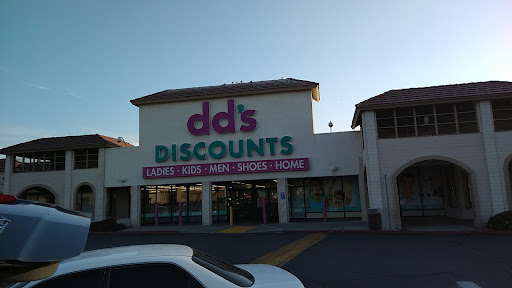 dd's
DISCOUNTS
LADIES · KIDS · MEN · SHOES · HOME